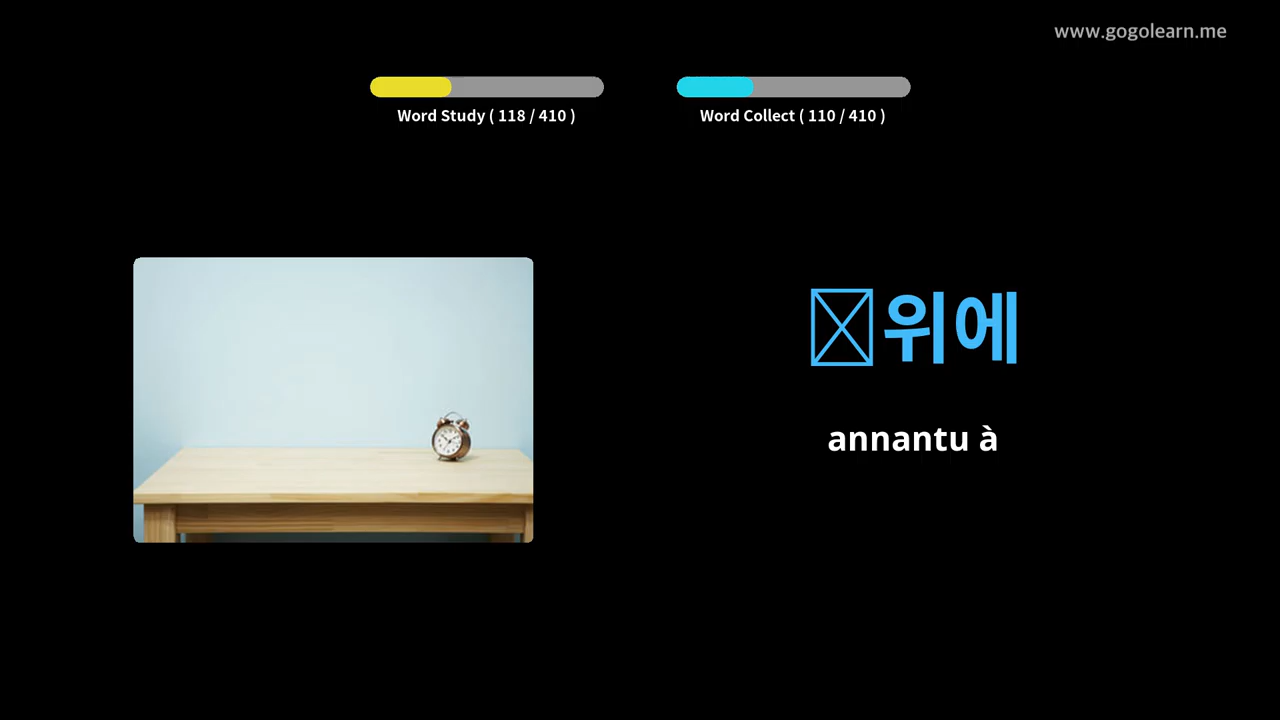 www.gogolearn.me
Word Study ( 118 / 410 )
Word Collect ( 110 / 410 )
위에
annantu à